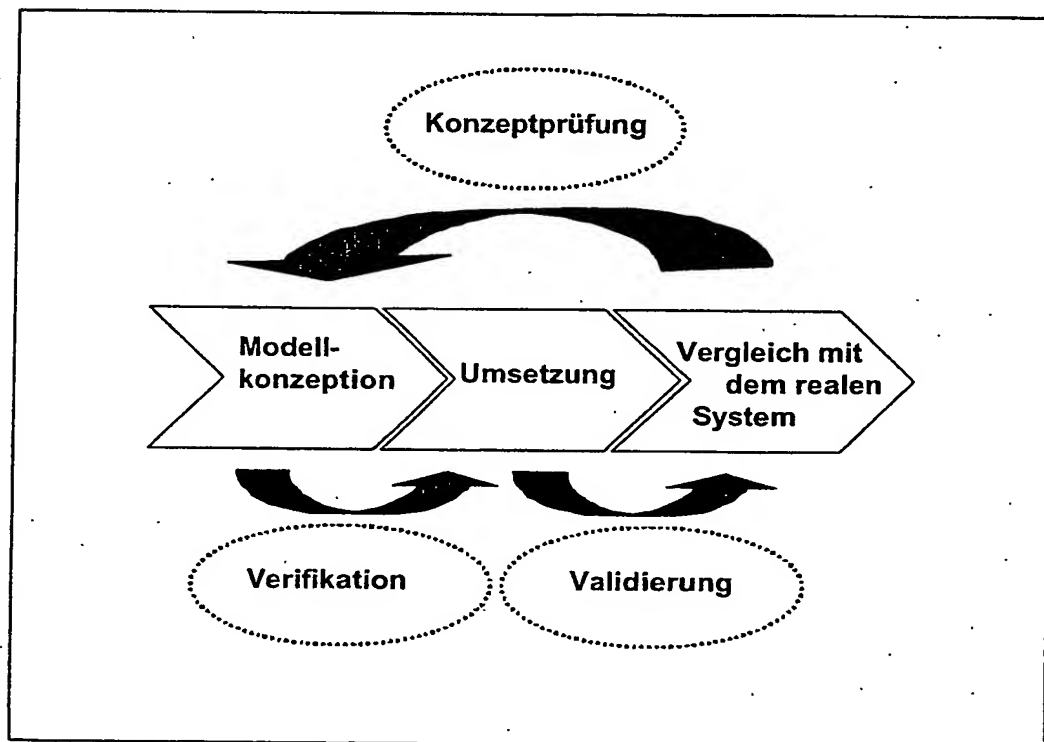 Konzeptprüfung
Modell-
konzeption
Umsetzung
Vergleich mit
dem realen
System
Verifikation
Validierung